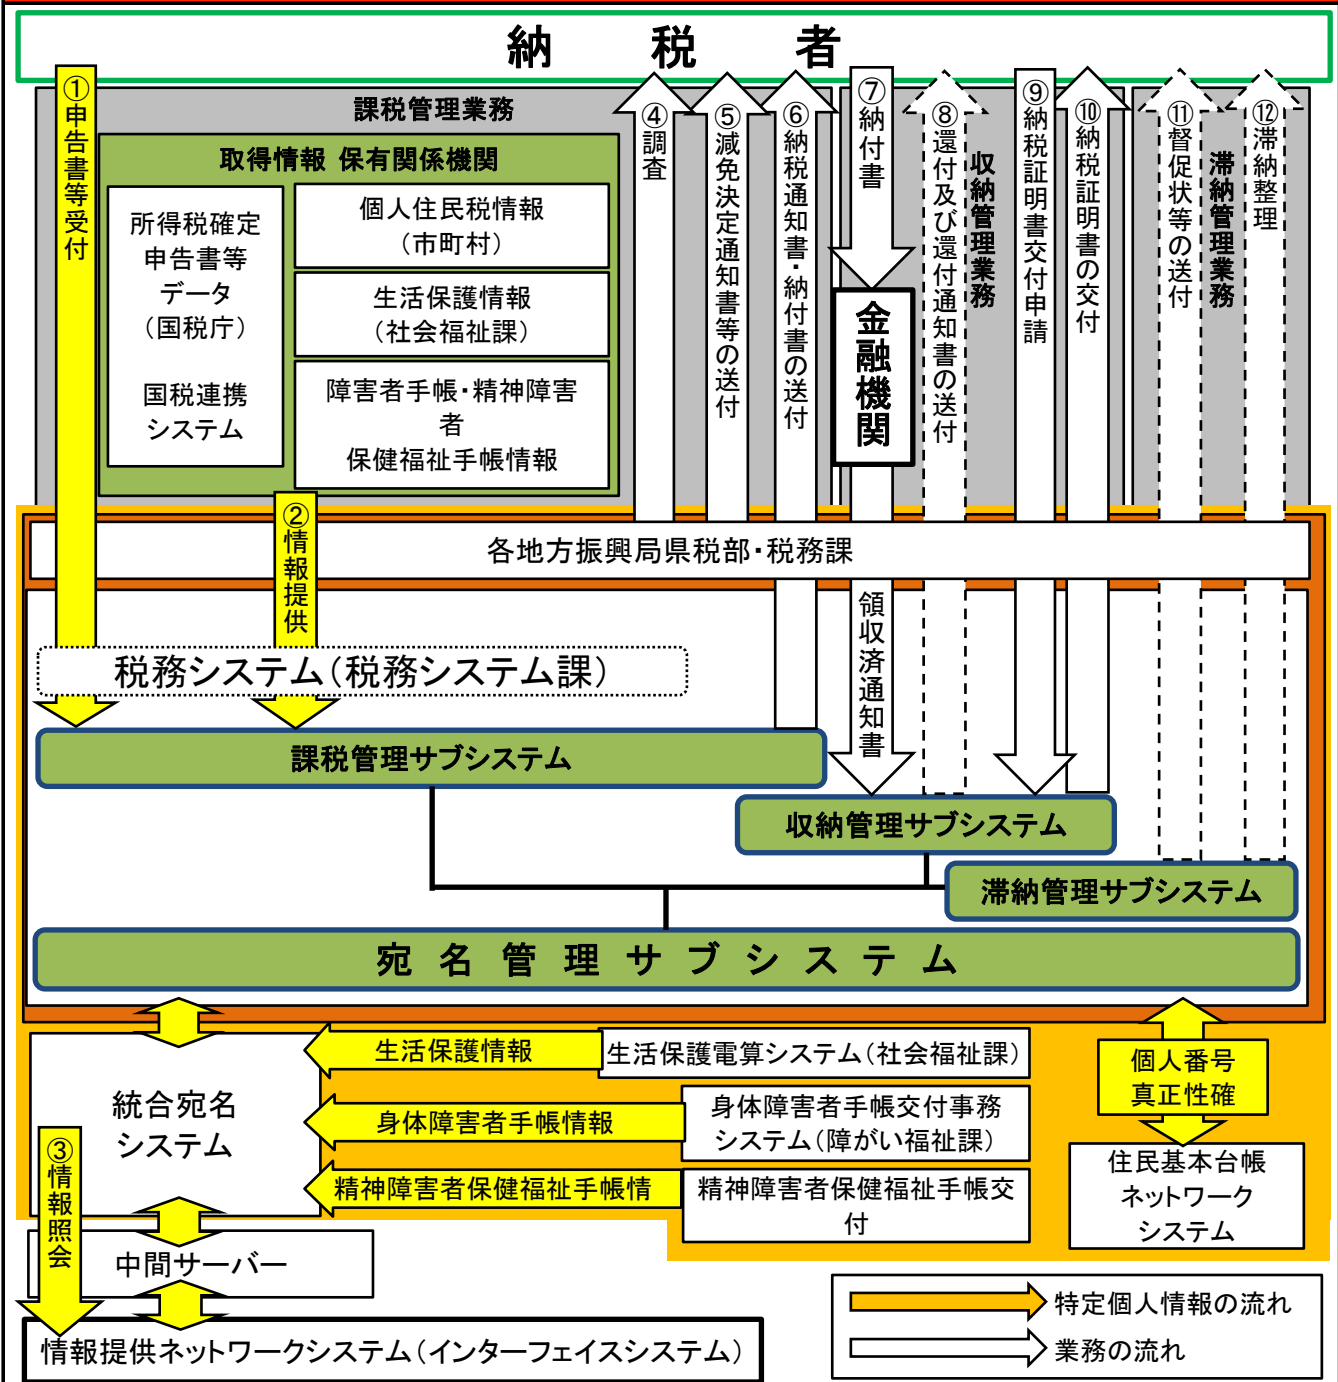 納 税 者
①申告書等受付
課税管理業務
取得情報 保有関係機関
所得税確定
申告書等
データ
（国税庁）
国税連携
システム
個人住民税情報
（市町村）
生活保護情報
（社会福祉課）
障害者手帳・精神障害
者
保健福祉手帳情報
②情報提供
④調査
⑤減免決定通知書等の送付
⑥納税通知書・納付書の送付
⑦納付書
金融機関
⑧還付及び還付通知書の送付
収納管理業務
⑨納税証明書交付申請
⑩納税証明書の交付
⑪督促状等の送付
滞納管理業務
⑫滞納整理
各地方振興局県税部・税務課
領収済通知書
税務システム（税務システム課）
課税管理サブシステム
収納管理サブシステム
滞納管理サブシステム
宛名管理サブシステム
統合宛名
システム
生活保護情報
生活保護電算システム（社会福祉課）
身体障害者手帳情報
身体障害者手帳交付事務
システム（障がい福祉課）
精神障害者保健福祉手帳情
精神障害者保健福祉手帳交
付
個人番号
真正性確
住民基本台帳
ネットワーク
システム
③情報照会
中間サーバー
情報提供ネットワークシステム（インターフェイスシステム）
特定個人情報の流れ
業務の流れ